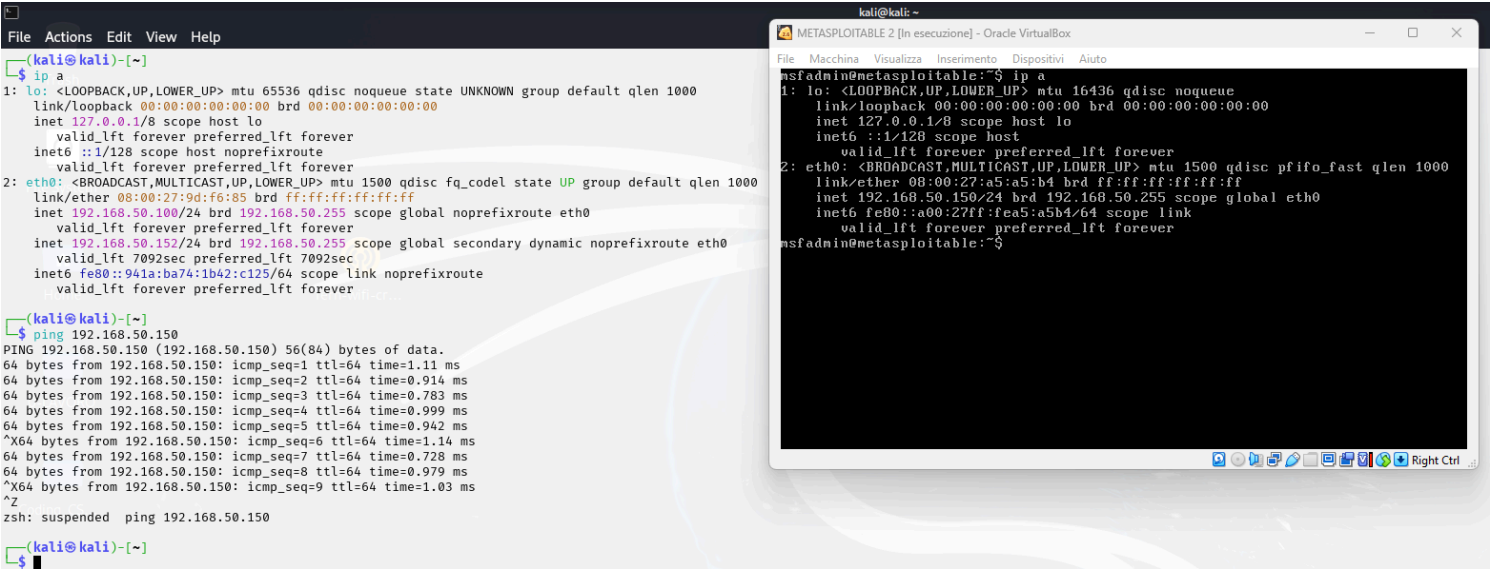 kali@kali: ~
File Actions Edit View Help
┌──(kali㉿kali)-[~]
└─$ ip a
1: lo: <LOOPBACK,UP,LOWER_UP> mtu 65536 qdisc noqueue state UNKNOWN group default qlen 1000
link/loopback 00:00:00:00:00:00 brd 00:00:00:00:00:00
inet 127.0.0.1/8 scope host lo
valid_lft forever preferred_lft forever
inet6 ::1/128 scope host noprefixroute
valid_lft forever preferred_lft forever
2: eth0: <BROADCAST,MULTICAST,UP,LOWER_UP> mtu 1500 qdisc fq_codel state UP group default qlen 1000
link/ether 08:00:27:9d:f6:85 brd ff:ff:ff:ff:ff:ff
inet 192.168.50.100/24 brd 192.168.50.255 scope global noprefixroute eth0
valid_lft forever preferred_lft forever
inet 192.168.50.152/24 brd 192.168.50.255 scope global secondary dynamic noprefixroute eth0
valid_lft 7092sec preferred_lft 7092sec
inet6 fe80::941a:ba74:1b42:c125/64 scope link noprefixroute
valid_lft forever preferred_lft forever
┌──(kali㉿kali)-[~]
└─$ ping 192.168.50.150
PING 192.168.50.150 (192.168.50.150) 56(84) bytes of data.
64 bytes from 192.168.50.150: icmp_seq=1 ttl=64 time=1.11 ms
64 bytes from 192.168.50.150: icmp_seq=2 ttl=64 time=0.914 ms
64 bytes from 192.168.50.150: icmp_seq=3 ttl=64 time=0.783 ms
64 bytes from 192.168.50.150: icmp_seq=4 ttl=64 time=0.999 ms
64 bytes from 192.168.50.150: icmp_seq=5 ttl=64 time=0.942 ms
^X64 bytes from 192.168.50.150: icmp_seq=6 ttl=64 time=1.14 ms
64 bytes from 192.168.50.150: icmp_seq=7 ttl=64 time=0.728 ms
64 bytes from 192.168.50.150: icmp_seq=8 ttl=64 time=0.979 ms
^X64 bytes from 192.168.50.150: icmp_seq=9 ttl=64 time=1.03 ms
^Z
zsh: suspended  ping 192.168.50.150
┌──(kali㉿kali)-[~]
└─$
METASPLOITABLE 2 [In esecuzione] - Oracle VirtualBox
File Macchina Visualizza Inserimento Dispositivi Aiuto
msfadmin@metasploitable:~$ ip a
1: lo: <LOOPBACK,UP,LOWER_UP> mtu 16436 qdisc noqueue
link/loopback 00:00:00:00:00:00 brd 00:00:00:00:00:00
inet 127.0.0.1/8 scope host lo
inet6 ::1/128 scope host
valid_lft forever preferred_lft forever
2: eth0: <BROADCAST,MULTICAST,UP,LOWER_UP> mtu 1500 qdisc pfifo_fast qlen 1000
link/ether 08:00:27:a5:a5:b4 brd ff:ff:ff:ff:ff:ff
inet 192.168.50.150/24 brd 192.168.50.255 scope global eth0
inet6 fe80::a00:27ff:fea5:a5b4/64 scope link
valid_lft forever preferred_lft forever
msfadmin@metasploitable:~$
Right Ctrl